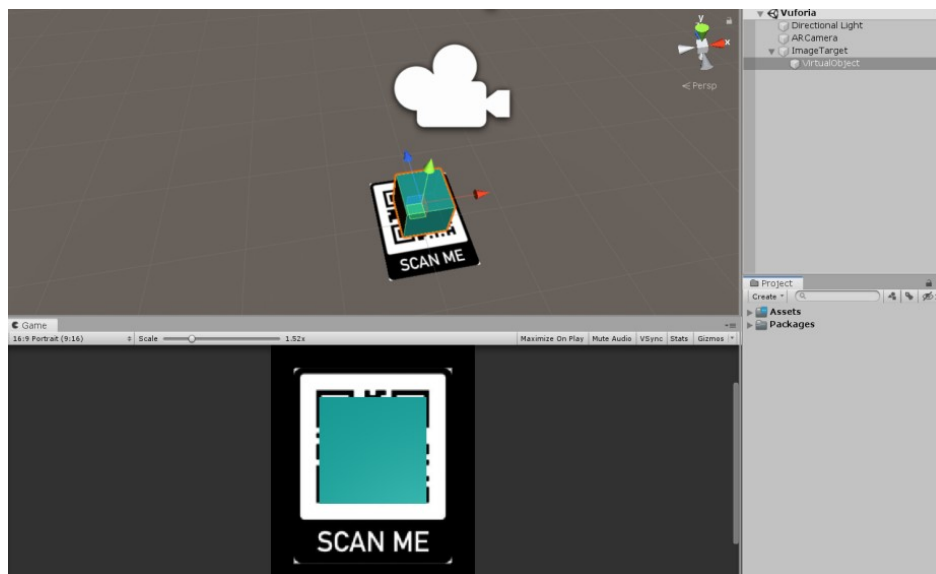 Vuforia
Directional Light
ARCamera
ImageTarget
VirtualObject
y
x
Persp
SCAN ME
Project
Create
Assets
Packages
Game
16:9 Portrait (9:16)
Scale
1.52x
Maximize On Play
Mute Audio
VSync
Stats
Gizmos
SCAN ME